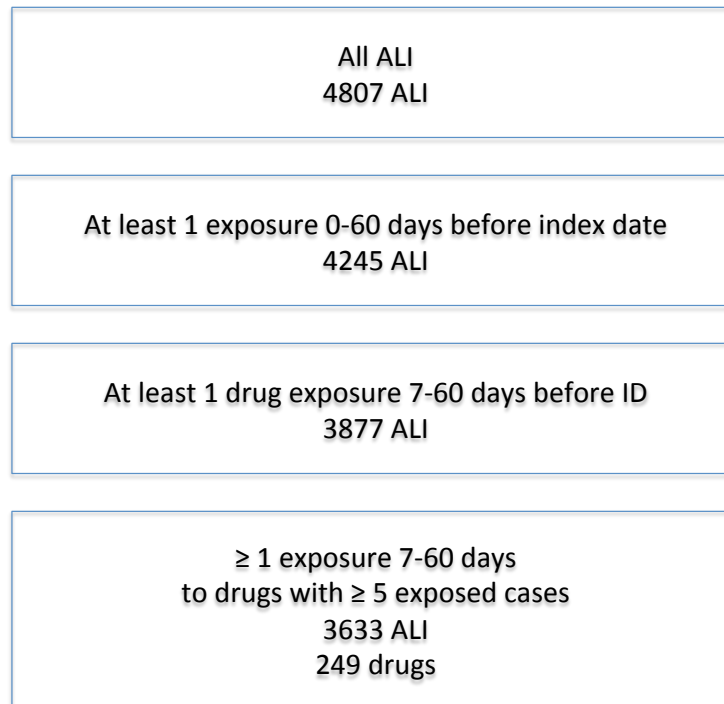 All ALI
4807 ALI
At least 1 exposure 0-60 days before index date
4245 ALI
At least 1 drug exposure 7-60 days before ID
3877 ALI
≥ 1 exposure 7-60 days
to drugs with ≥ 5 exposed cases
3633 ALI
249 drugs